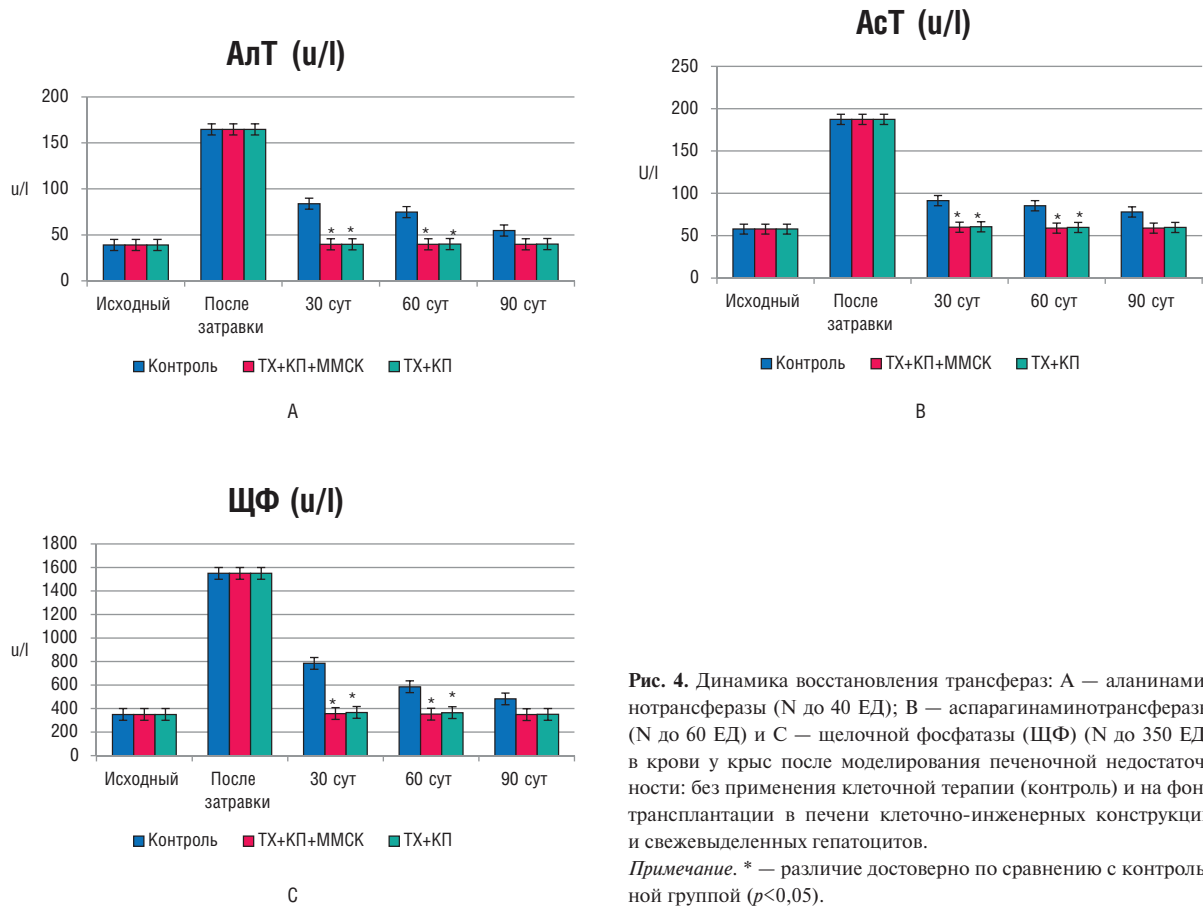 АлТ (u/l)
200
150
100
50
0
u/l
Исходный После затравки 30 сут 60 сут 90 сут
* * * *
Контроль ТХ+КП+ММСК ТХ+КП
A
АсТ (u/l)
250
200
150
100
50
0
U/l
Исходный После затравки 30 сут 60 сут 90 сут
* * * *
Контроль ТХ+КП+ММСК ТХ+КП
B
ЩФ (u/l)
1800
1600
1400
1200
1000
800
600
400
200
0
u/l
Исходный После затравки 30 сут 60 сут 90 сут
* * * *
Контроль ТХ+КП+ММСК ТХ+КП
C
Рис. 4. Динамика восстановления трансфераз: А — аланинами
нотрансферазы (N до 40 ЕД); В — аспарагинаминотрансферазы
(N до 60 ЕД) и С — щелочной фосфатазы (ЩФ) (N до 350 ЕД
в крови у крыс после моделирования печеночной недостаточ
ности: без применения клеточной терапии (контроль) и на фон
трансплантации в печени клеточно-инженерных конструкци
и свежевыделенных гепатоцитов.
Примечание. * — различие достоверно по сравнению с контроль
ной группой (p<0,05).